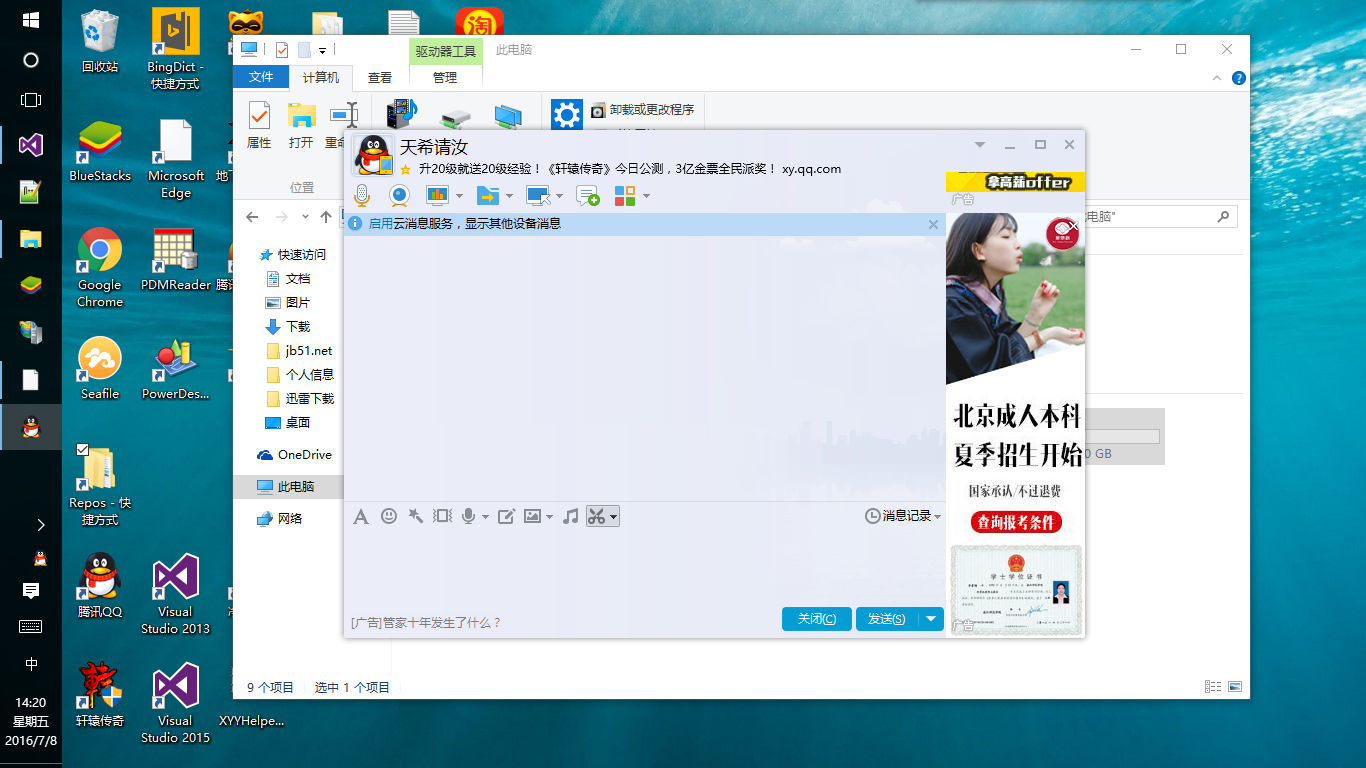 回收站
BingDict -
快捷方式
BlueStacks
Microsoft
Edge
Google
Chrome
PDMReader
Seafile
PowerDes...
Repos - 快
捷方式
腾讯QQ
Visual
Studio 2013
轩辕传奇
Visual
Studio 2015
XYYHelpe...
中
14:20
星期五
2016/7/8
驱动器工具
此电脑
文件
计算机
查看
管理
属性
打开
重命
卸载或更改程序
位置
电脑"
快速访问
文档
图片
下载
jb51.net
个人信息
迅雷下载
桌面
OneDrive
此电脑
网络
0 GB
9 个项目
选中 1 个项目
天希请汝
升20级就送20级经验！《轩辕传奇》今日公测，3亿金票全民派奖！ xy.qq.com
启用云消息服务，显示其他设备消息
消息记录
[广告]管家十年发生了什么？
关闭(C)
发送(S)
拿高薪offer
广告
北京成人本科
夏季招生开始
国家承认/不过退费
查询报考条件
学士学位证书
广告